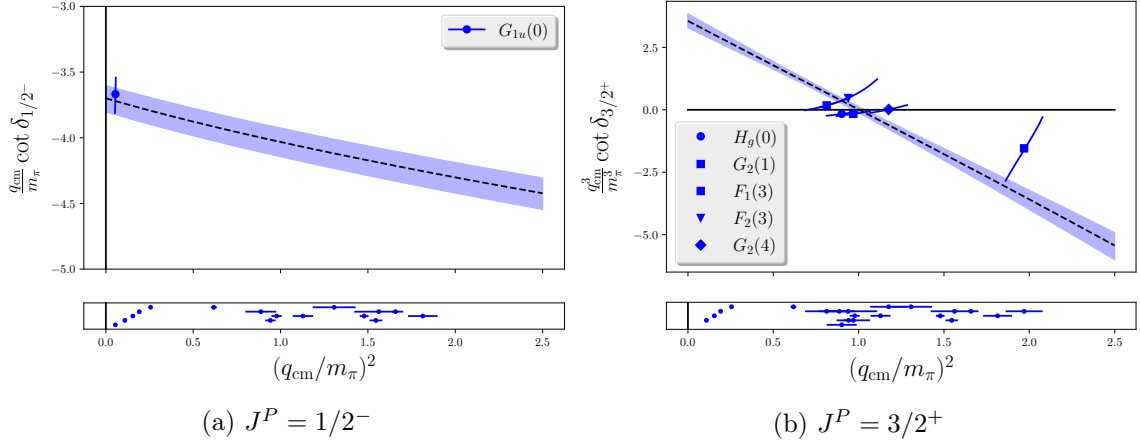 −3.0
−3.5
−4.0
−4.5
−5.0
q_cm/m_π cot δ_{1/2^-}
G_{1u}(0)
0.0 0.5 1.0 1.5 2.0 2.5
(q_cm/m_π)^2
(a) J^P = 1/2^-
2.5
0.0
−2.5
−5.0
q_cm^3/m_π^3 cot δ_{3/2^+}
H_g(0)
G_2(1)
F_1(3)
F_2(3)
G_2(4)
0.0 0.5 1.0 1.5 2.0 2.5
(q_cm/m_π)^2
(b) J^P = 3/2^+